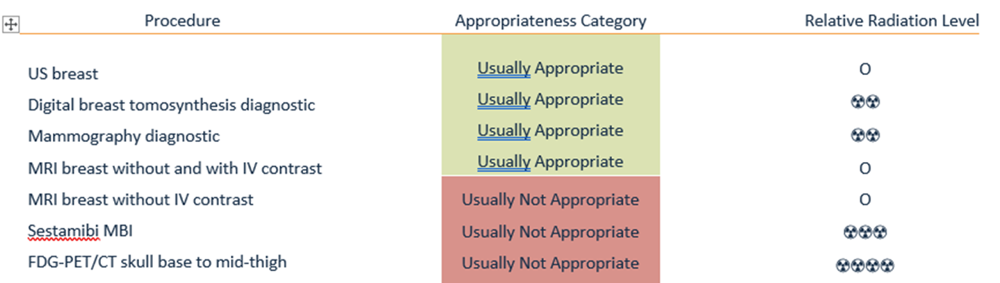 Procedure Appropriateness Category Relative Radiation Level
US breast Usually Appropriate O
Digital breast tomosynthesis diagnostic Usually Appropriate ☢☢
Mammography diagnostic Usually Appropriate ☢☢
MRI breast without and with IV contrast Usually Appropriate O
MRI breast without IV contrast Usually Not Appropriate O
Sestamibi MBI Usually Not Appropriate ☢☢☢
FDG-PET/CT skull base to mid-thigh Usually Not Appropriate ☢☢☢☢